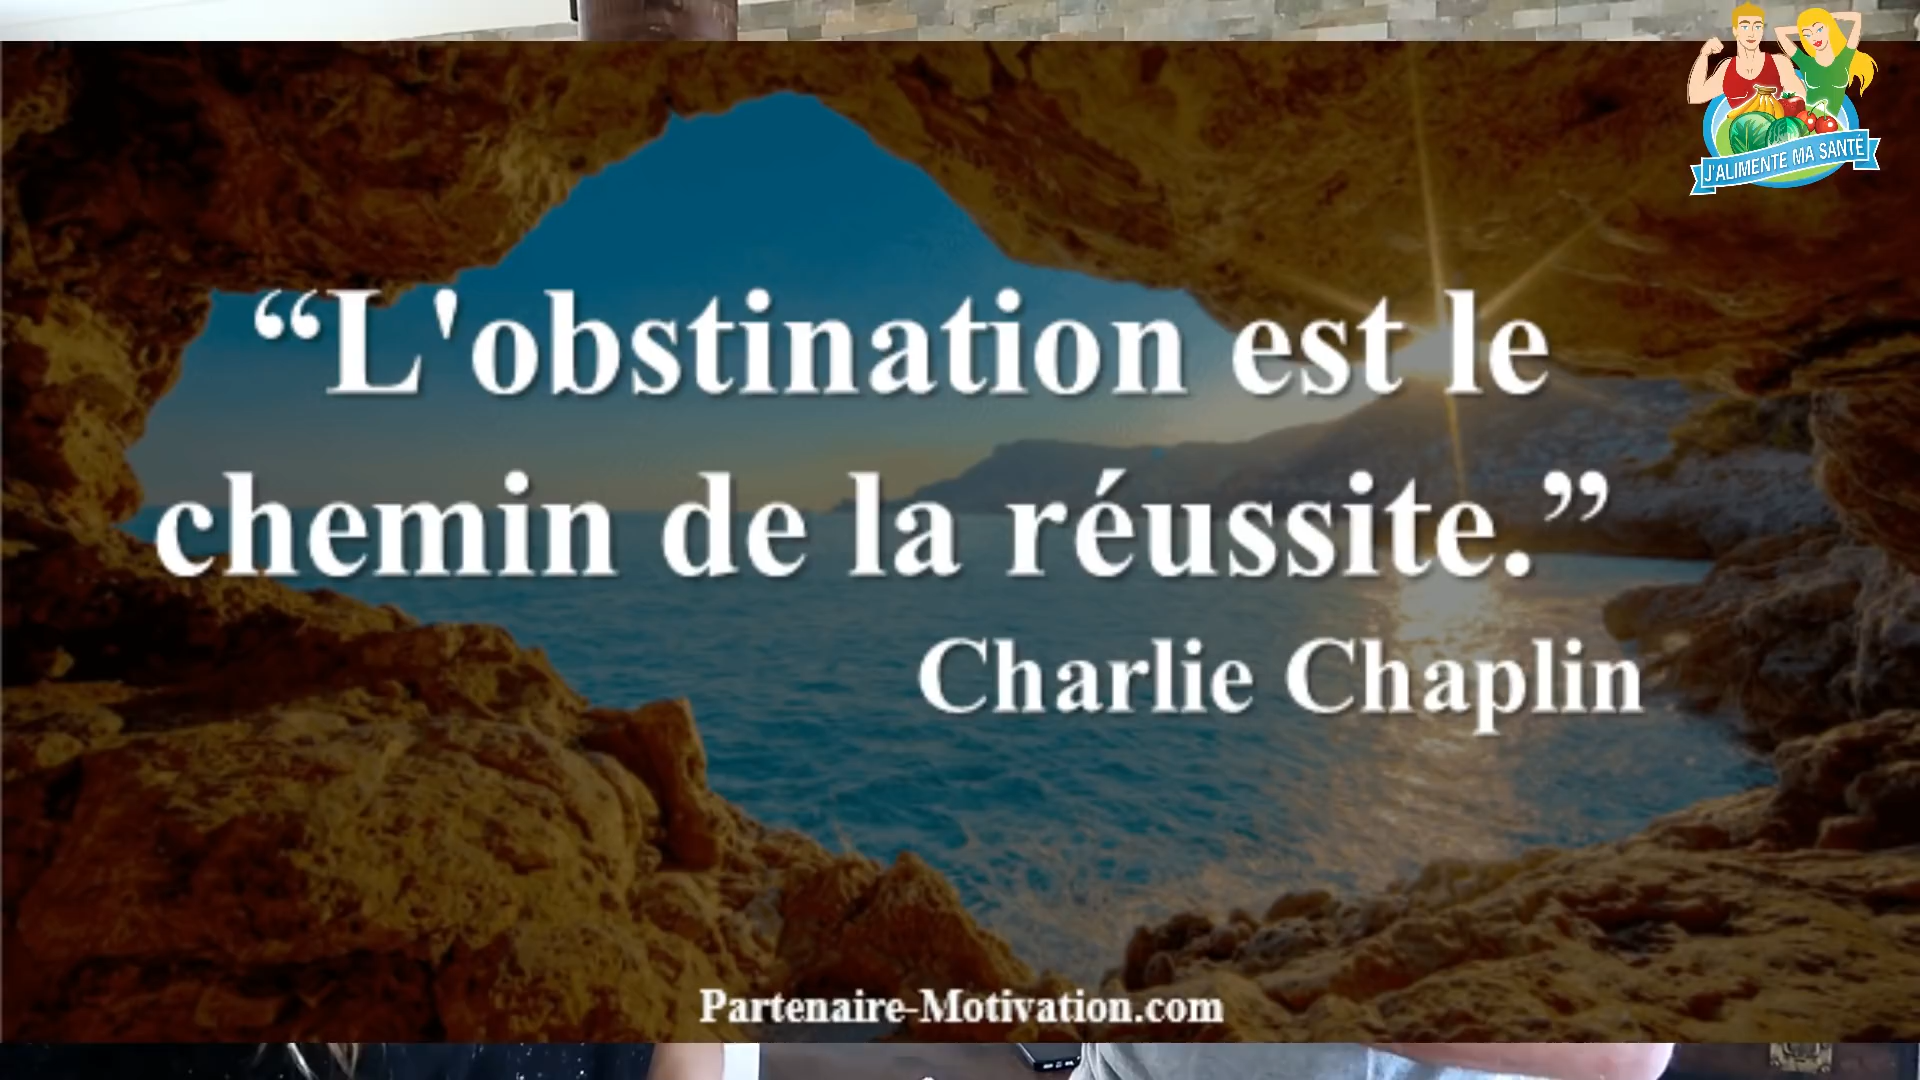 J'ALIMENTE MA SANTÉ
“L'obstination est le
chemin de la réussite.”
Charlie Chaplin
Partenaire-Motivation.com